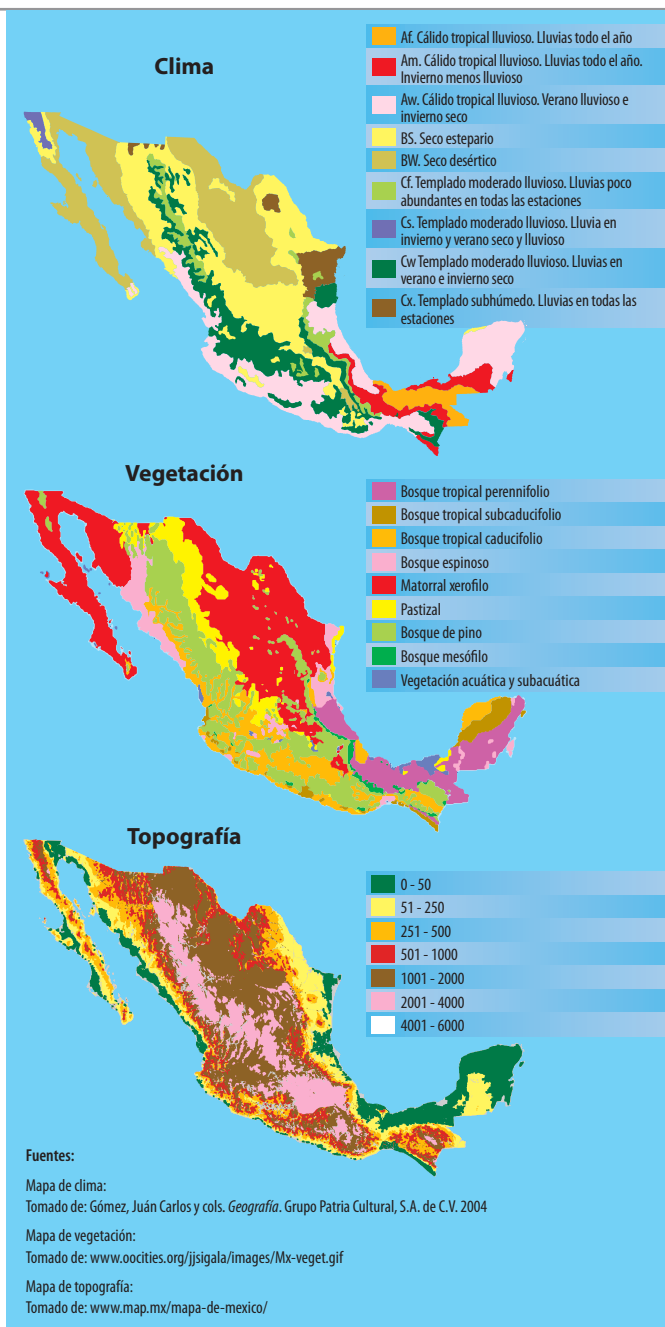 Clima
Af. Cálido tropical lluvioso. Lluvias todo el año
Am. Cálido tropical lluvioso. Lluvias todo el año.
Invierno menos lluvioso
Aw. Cálido tropical lluvioso. Verano lluvioso e
invierno seco
BS. Seco estepario
BW. Seco desértico
Cf. Templado moderado lluvioso. Lluvias poco
abundantes en todas las estaciones
Cs. Templado moderado lluvioso. Lluvia en
invierno y verano seco y lluvioso
Cw Templado moderado lluvioso. Lluvias en
verano e invierno seco
Cx. Templado subhúmedo. Lluvias en todas las
estaciones
Vegetación
Bosque tropical perennifolio
Bosque tropical subcaducifolio
Bosque tropical caducifolio
Bosque espinoso
Matorral xerofilo
Pastizal
Bosque de pino
Bosque mesófilo
Vegetación acuática y subacuática
Topografía
0 - 50
51 - 250
251 - 500
501 - 1000
1001 - 2000
2001 - 4000
4001 - 6000
Fuentes:
Mapa de clima:
Tomado de: Gómez, Juán Carlos y cols. Geografía. Grupo Patria Cultural, S.A. de C.V. 2004
Mapa de vegetación:
Tomado de: www.oocities.org/jjsigala/images/Mx-veget.gif
Mapa de topografía:
Tomado de: www.map.mx/mapa-de-mexico/